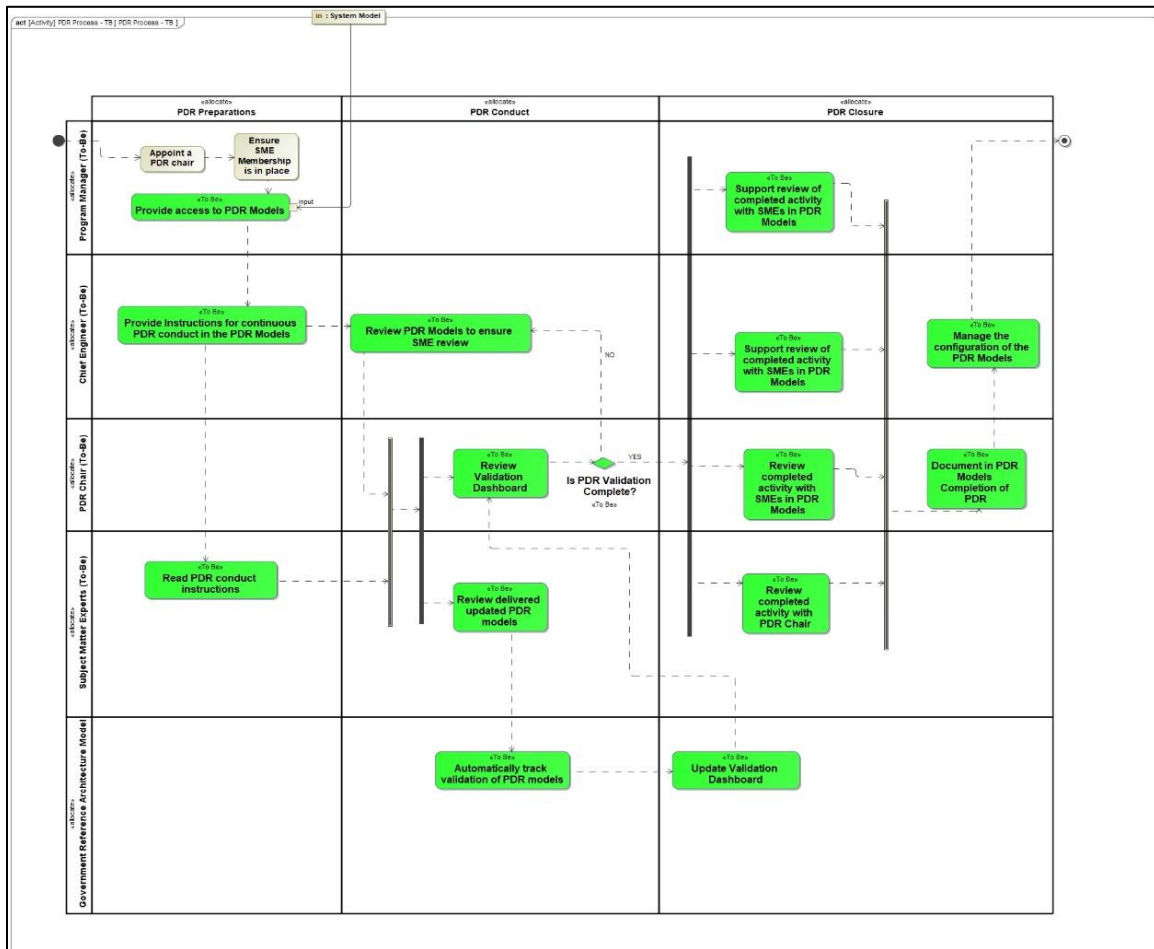 in : System Model
act [Activity] PDR Process - TB [ PDR Process - TB ]
«allocate»
PDR Preparations
«allocate»
PDR Conduct
«allocate»
PDR Closure
«allocate»
Program Manager (To-Be)
Appoint a
PDR chair
Ensure
SME
Membership
is in place
«To Be»
Provide access to PDR Models
input
«To Be»
Support review of
completed activity
with SMEs in PDR
Models
«allocate»
Chief Engineer (To-Be)
«To Be»
Provide Instructions for continuous
PDR conduct in the PDR Models
«To Be»
Review PDR Models to ensure
SME review
NO
«To Be»
Support review of
completed activity
with SMEs in PDR
Models
«To Be»
Manage the
configuration of the
PDR Models
«allocate»
PDR Chair (To-Be)
«To Be»
Review
Validation
Dashboard
YES
Is PDR Validation
Complete?
«To Be»
«To Be»
Review
completed
activity with
SMEs in PDR
Models
«To Be»
Document in PDR
Models
Completion of
PDR
«allocate»
Subject Matter Experts (To-Be)
«To Be»
Read PDR conduct
instructions
«To Be»
Review delivered
updated PDR
models
«To Be»
Review
completed
activity with
PDR Chair
«allocate»
Government Reference Architecture Model
«To Be»
Automatically track
validation of PDR models
«To Be»
Update Validation
Dashboard